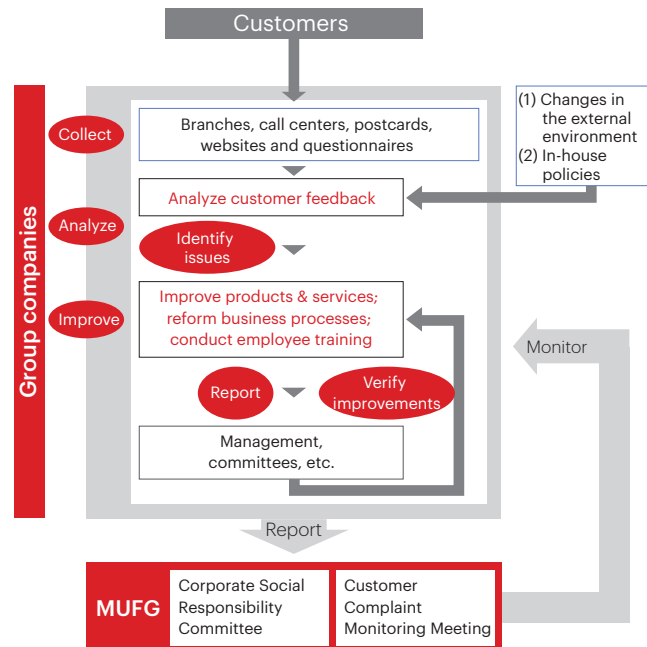 Customers
Group companies
Collect
Branches, call centers, postcards,
websites and questionnaires
(1) Changes in
the external
environment
(2) In-house
policies
Analyze customer feedback
Analyze
Identify
issues
Improve
Improve products & services;
reform business processes;
conduct employee training
Monitor
Report
Verify
improvements
Management,
committees, etc.
Report
MUFG
Corporate Social
Responsibility
Committee
Customer
Complaint
Monitoring Meeting